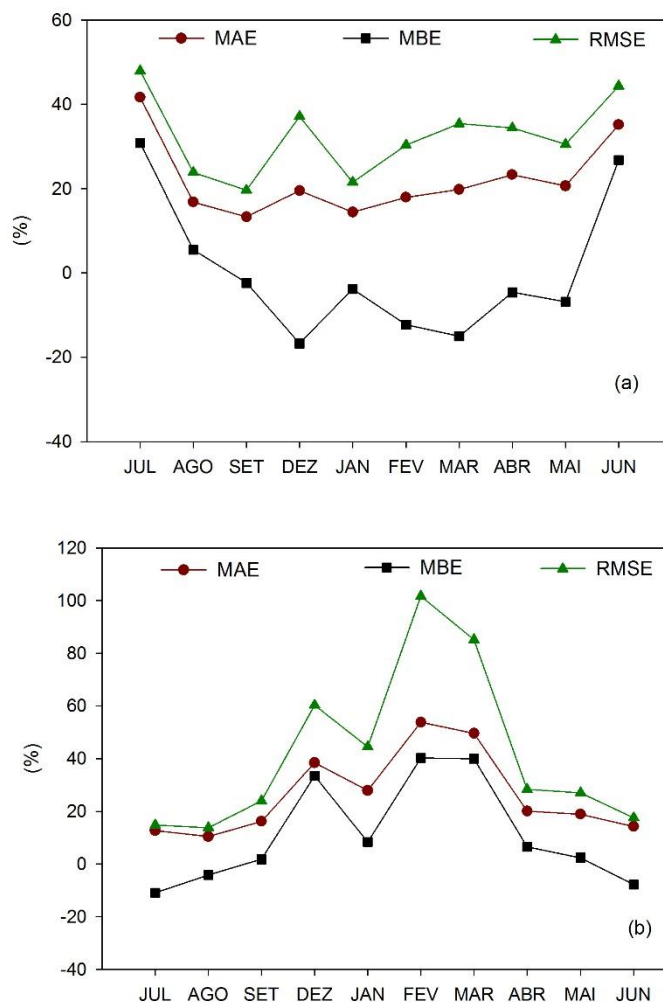 60
MAE MBE RMSE
40
20
0
(%)
-20
(a)
-40
JUL AGO SET DEZ JAN FEV MAR ABR MAI JUN
120
MAE MBE RMSE
100
80
60
40
(%)
20
0
-20
(b)
-40
JUL AGO SET DEZ JAN FEV MAR ABR MAI JUN